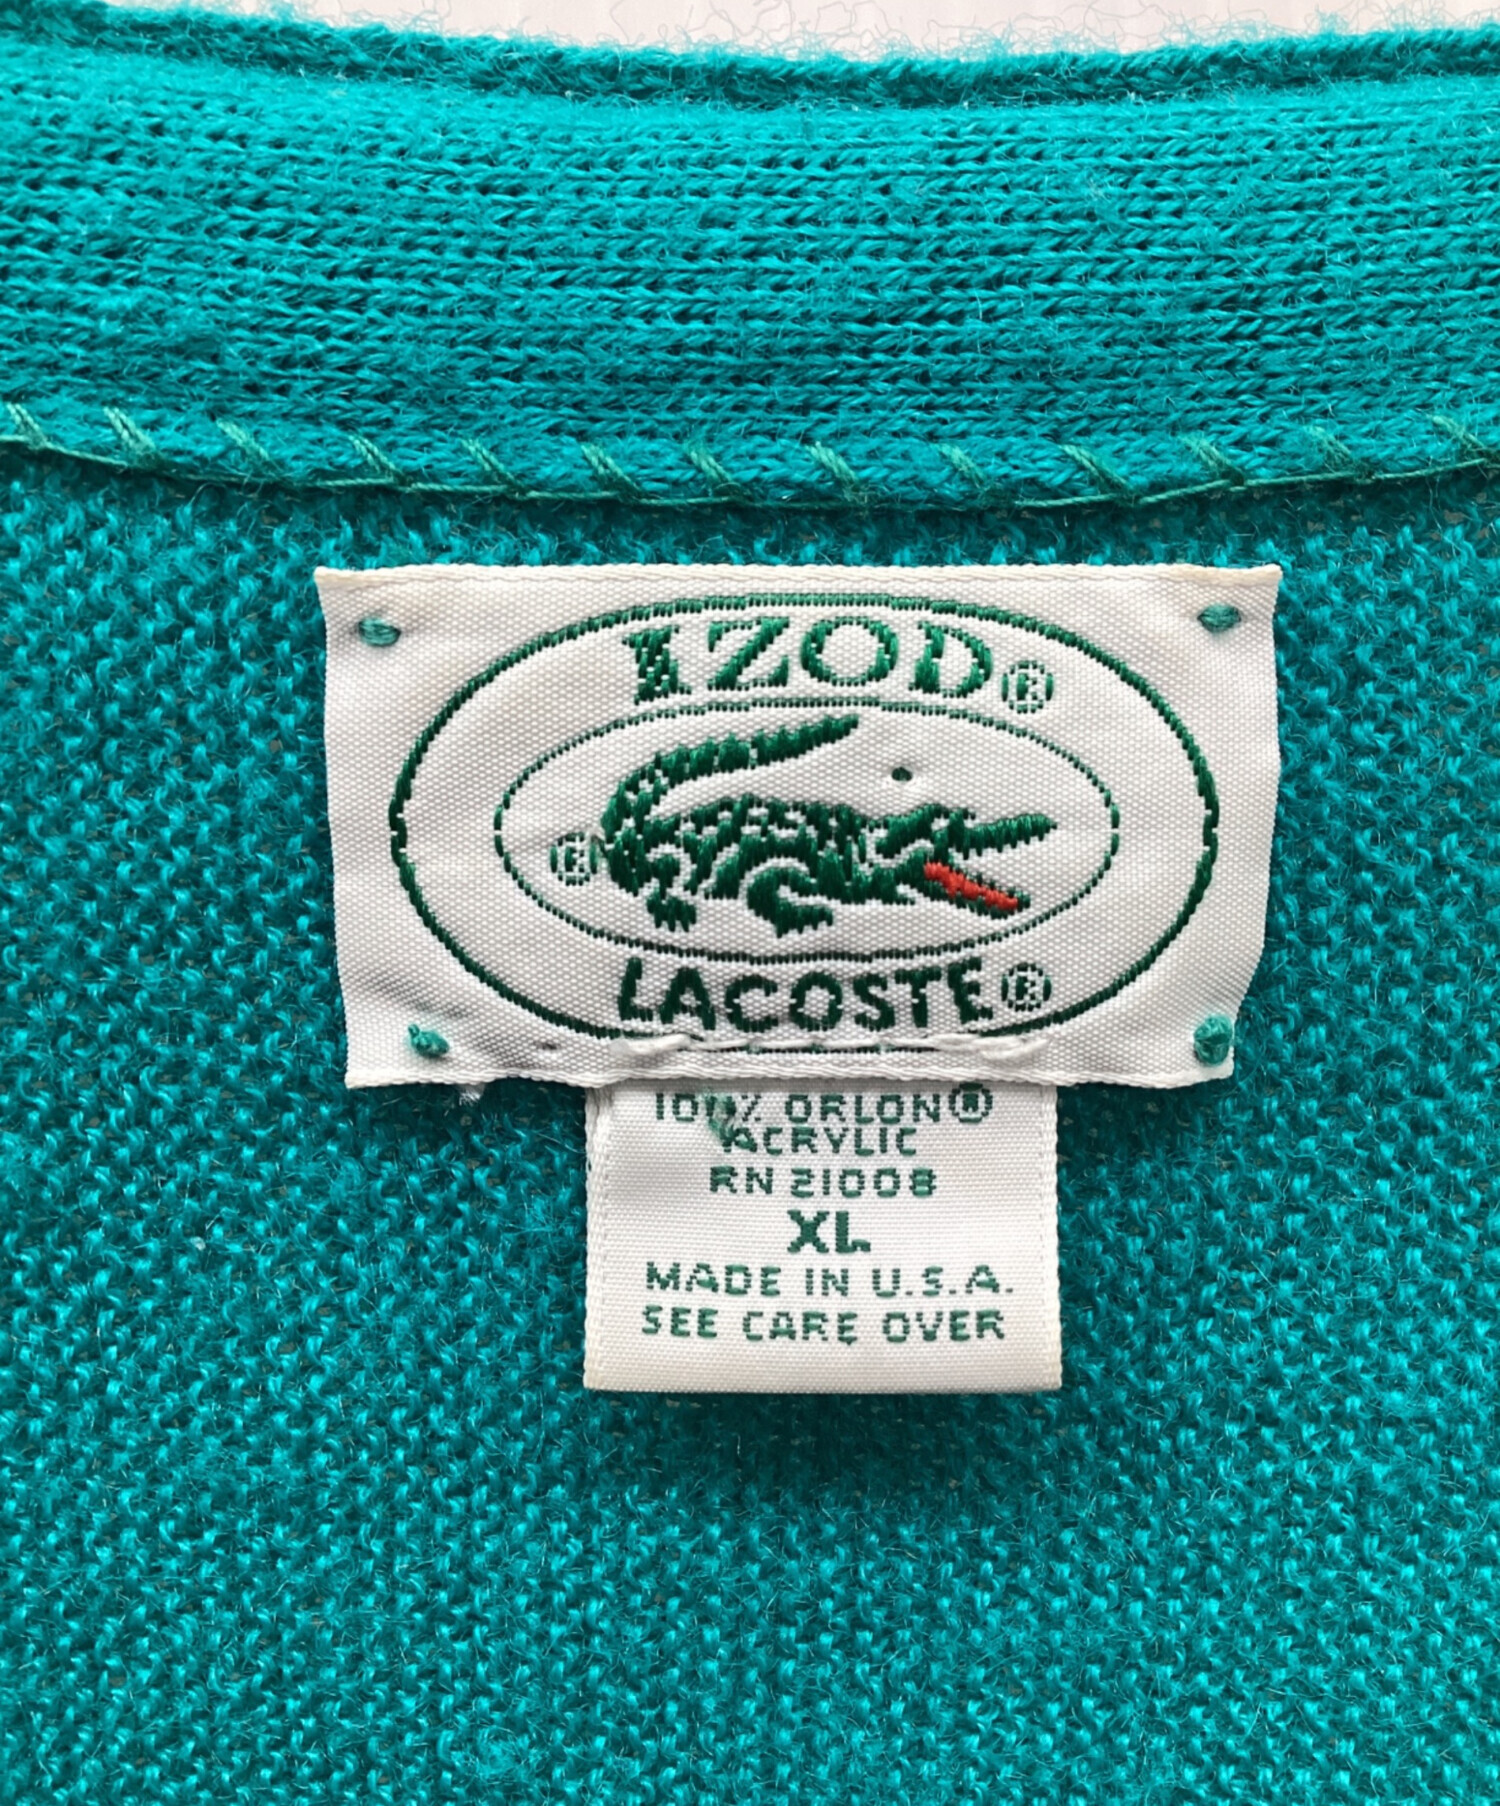 IZOD®
®
LACOSTE®
100% ORLON®
ACRYLIC
RN 21008
XL
MADE IN U.S.A.
SEE CARE OVER